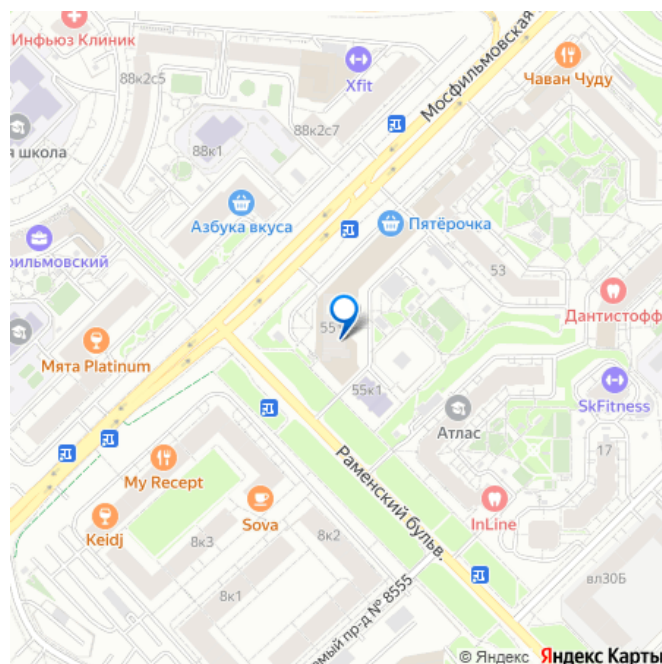 Инфьюз Клиник
88к2с5
Xfit
Мосфильмовская
Чаван Чуду
88к2с7
я школа
88к1
Азбука вкуса
Пятёрочка
фильмовский
53
Дантистофф
55
Мята Platinum
55к1
SkFitness
Атлас
17
My Recept
Раменский бульв.
InLine
Keidj
Sova
8к3
8к2
8к1
вл30Б
емый пр-д № 8555
© Яндекс Яндекс Карты